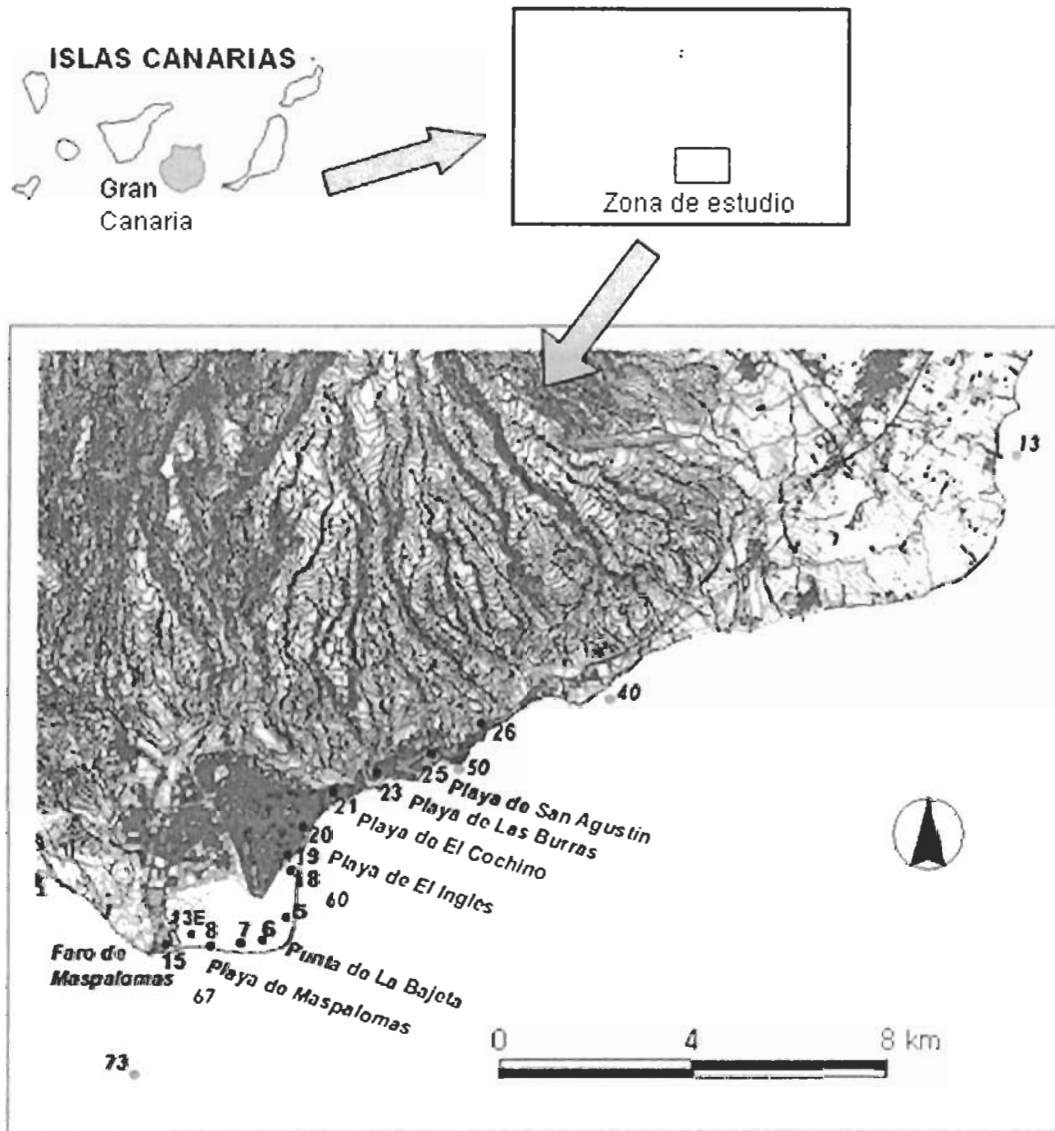 ISLAS CANARIAS
Gran
Canaria
Zona de estudio
13
40
26
50
25
Playa de San Agustín
23
Playa de Las Burras
21
Playa de El Cochino
20
19
Playa de El Ingles
18
60
5
6
7
8
13E
15
Punta de La Bajeta
Faro de
Maspalomas
Playa de Maspalomas
67
73
0 4 8 km